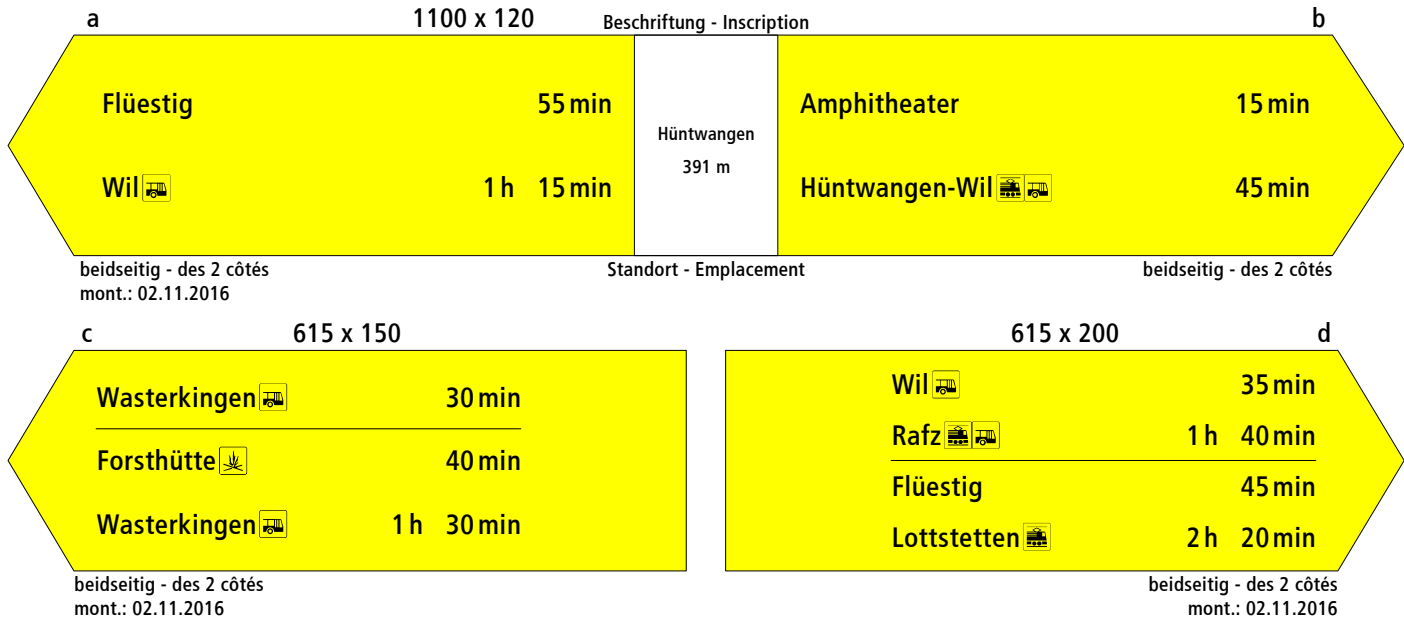 a 1100 x 120 Beschriftung - Inscription b
Flüestig 55 min
Wil 1 h 15 min
Hüntwangen
391 m
Amphitheater 15 min
Hüntwangen-Wil 45 min
beidseitig - des 2 côtés Standort - Emplacement beidseitig - des 2 côtés
mont.: 02.11.2016
c 615 x 150
Wasterkingen 30 min
Forsthütte 40 min
Wasterkingen 1 h 30 min
beidseitig - des 2 côtés
mont.: 02.11.2016
615 x 200 d
Wil 35 min
Rafz 1 h 40 min
Flüestig 45 min
Lottstetten 2 h 20 min
beidseitig - des 2 côtés
mont.: 02.11.2016